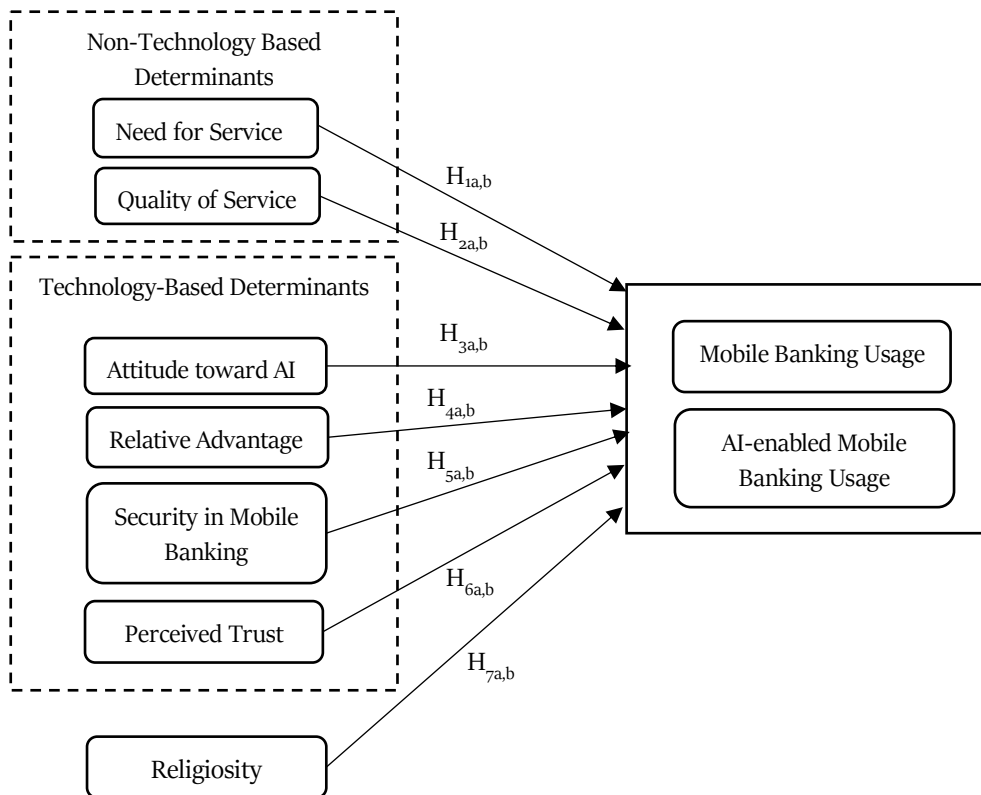 Non-Technology Based
Determinants
Need for Service
Quality of Service
H1a,b
H2a,b
Technology-Based Determinants
Attitude toward AI
Relative Advantage
Security in Mobile
Banking
Perceived Trust
H3a,b
H4a,b
H5a,b
H6a,b
H7a,b
Religiosity
Mobile Banking Usage
AI-enabled Mobile
Banking Usage